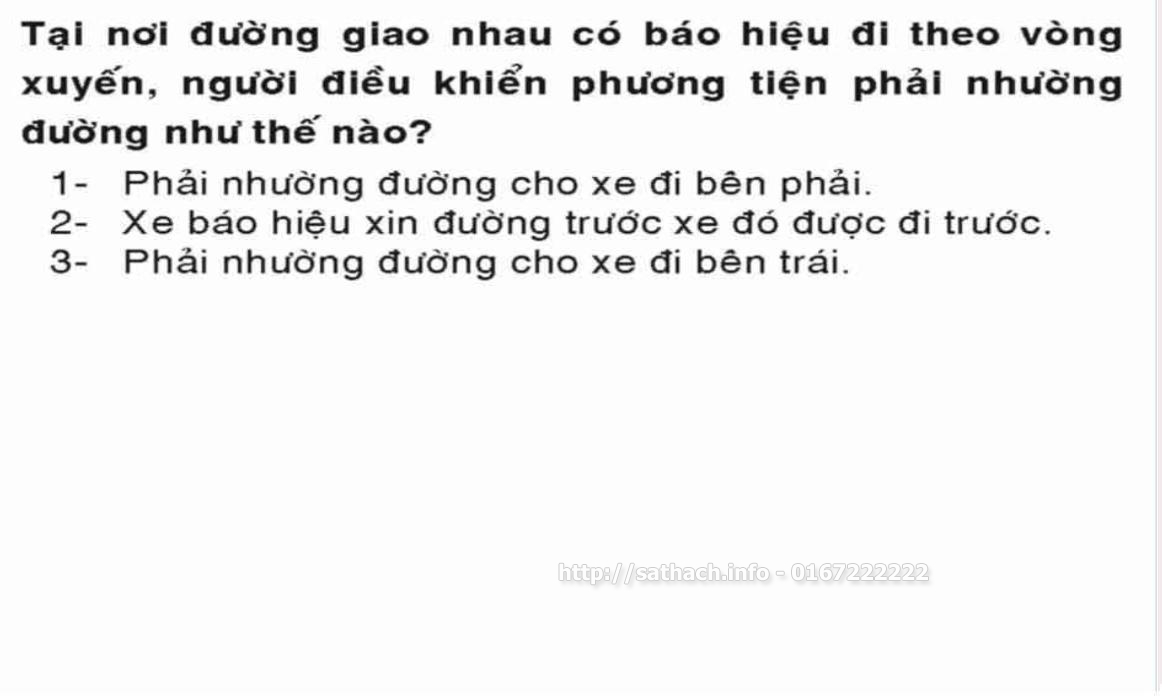 Tại nơi đường giao nhau có báo hiệu đi theo vòng
xuyến, người điều khiển phương tiện phải nhường
đường như thế nào?
1- Phải nhường đường cho xe đi bên phải.
2- Xe báo hiệu xin đường trước xe đó được đi trước.
3- Phải nhường đường cho xe đi bên trái.
http://sathach.info - 0167222222